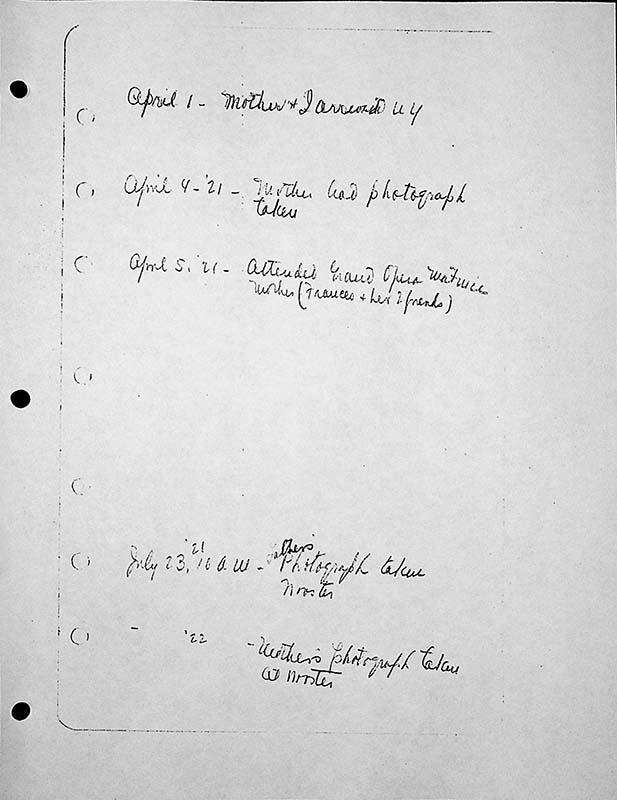 April 1 - Mother & I arrived N Y
April 4 - '21 - Mother had photograph
taken
April 5, '21 - Attended Grand Opera Matinee
Mother (Frances & her 2 friends)
July 23, '21 10 A M - Father's Photograph taken
Wooster
- '22 - Mother's photograph taken
at Wooster